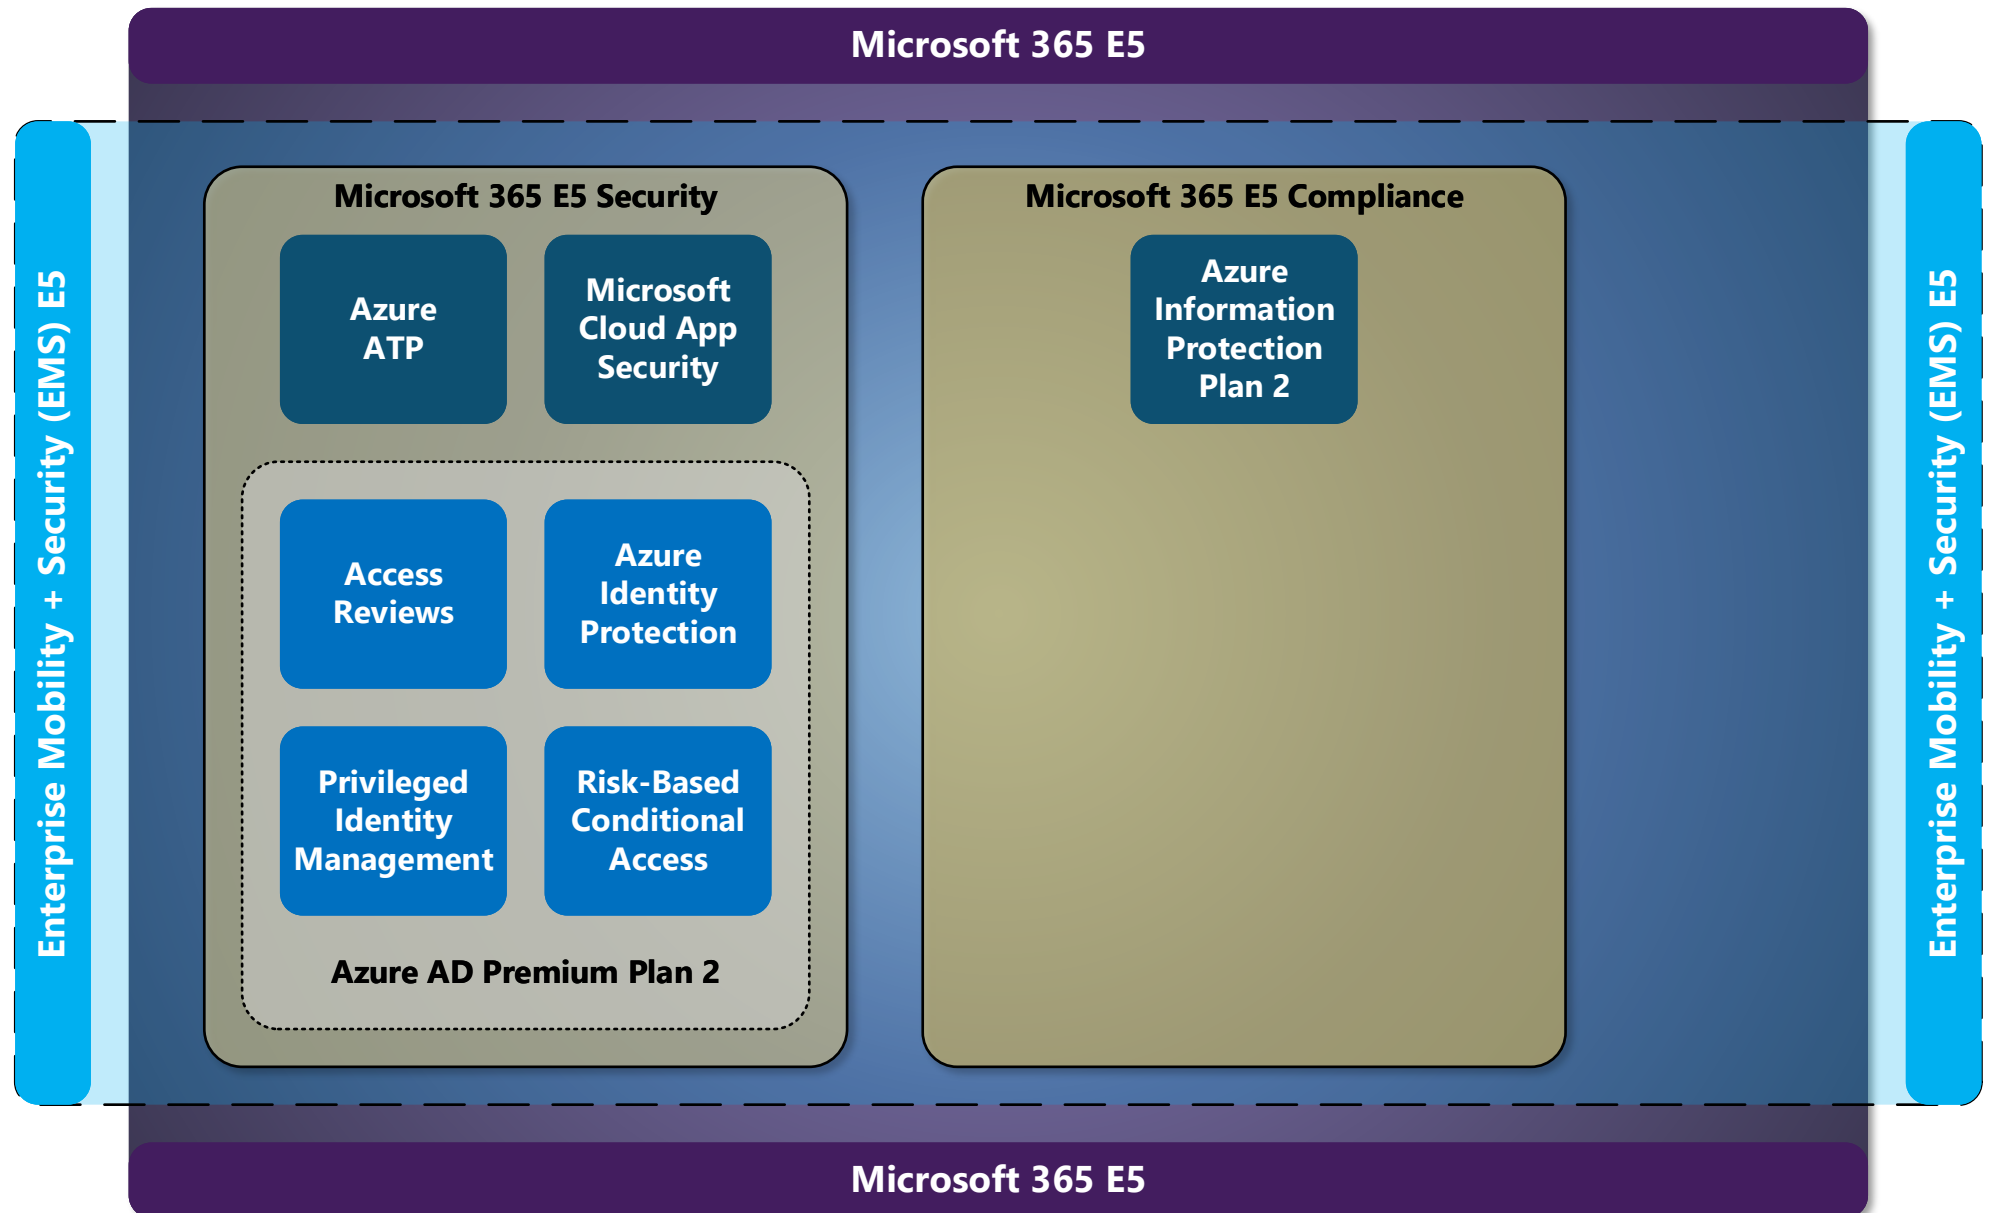 Microsoft 365 E5
Enterprise Mobility + Security (EMS) E5
Microsoft 365 E5 Security
Azure
ATP
Microsoft
Cloud App
Security
Access
Reviews
Azure
Identity
Protection
Privileged
Identity
Management
Risk-Based
Conditional
Access
Azure AD Premium Plan 2
Microsoft 365 E5 Compliance
Azure
Information
Protection
Plan 2
Enterprise Mobility + Security (EMS) E5
Microsoft 365 E5